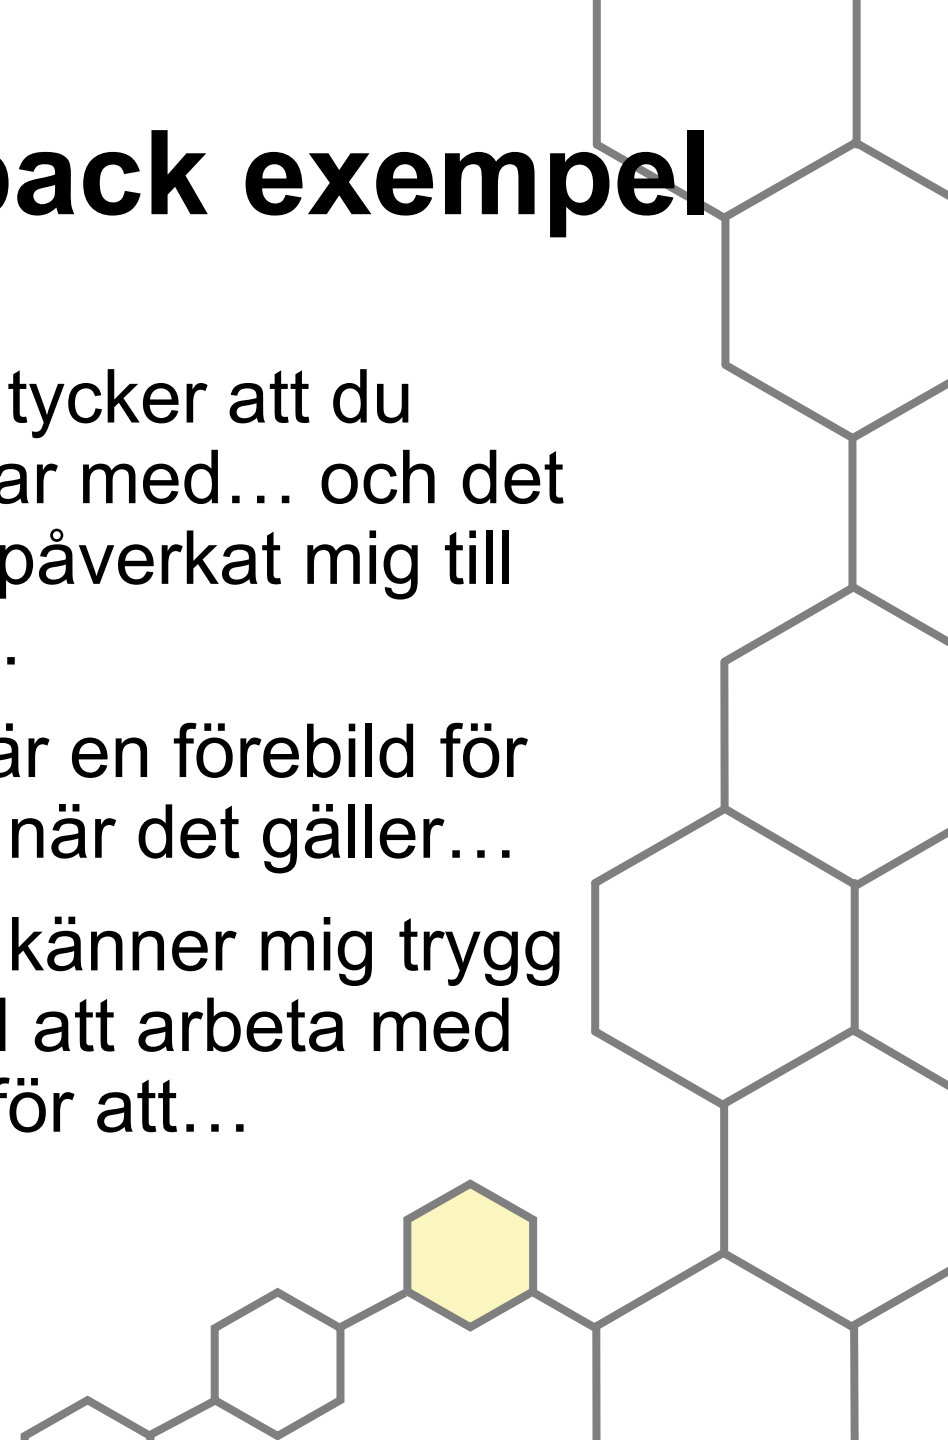 back exempel
tycker att du
ar med… och det
påverkat mig till
.
är en förebild för
när det gäller…
känner mig trygg
att arbeta med
för att…